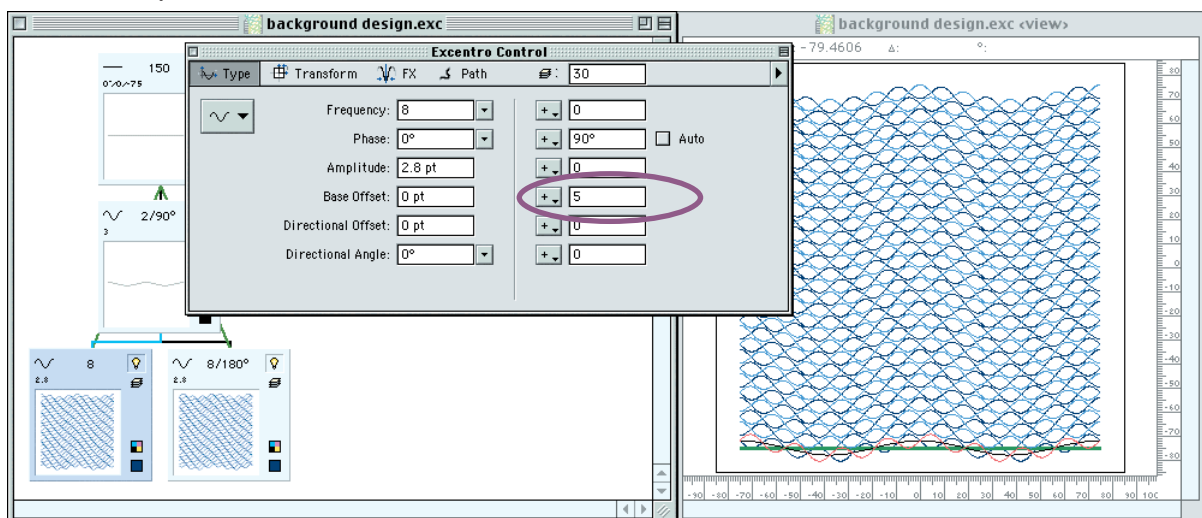 background design.exc
background design.exc <view>
-79.4606 Δ: °:
Excentro Control
Type Transform FX Path : 30
Frequency: 8 + 0
Phase: 0° + 90° Auto
Amplitude: 2.8 pt + 0
Base Offset: 0 pt + 5
Directional Offset: 0 pt + 0
Directional Angle: 0° + 0
150
0°/0/-75
2/90°
3
8
2.8
8/180°
2.8
80
70
60
50
40
30
20
10
0
-10
-20
-30
-40
-50
-60
-70
-80
-90 -80 -70 -60 -50 -40 -30 -20 -10 0 10 20 30 40 50 60 70 80 90 100